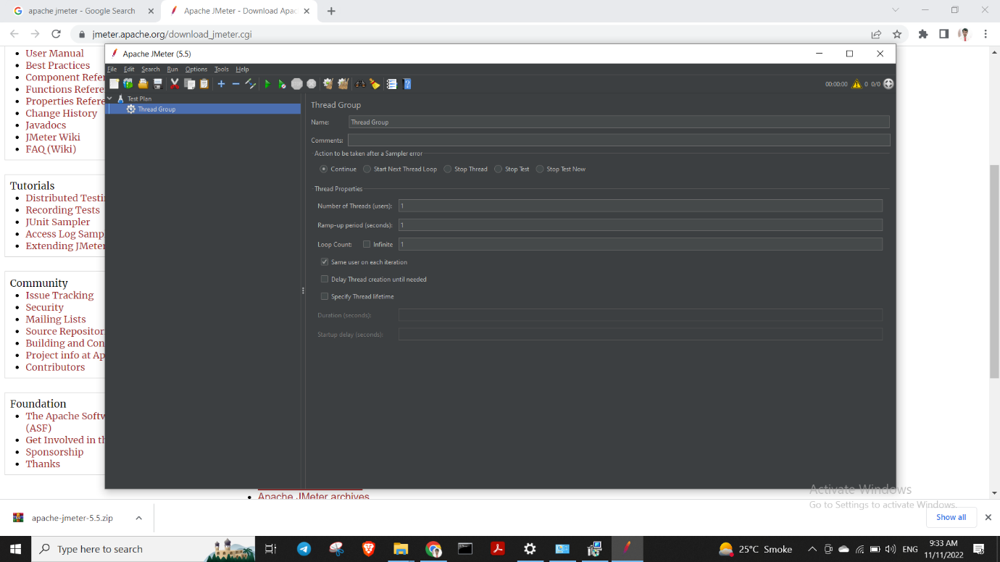 apache jmeter - Google Search
Apache JMeter - Download Apac
jmeter.apache.org/download_jmeter.cgi
User Manual
Best Practices
Component Refer
Functions Refere
Properties Refere
Change History
Javadocs
JMeter Wiki
FAQ (Wiki)
Tutorials
Distributed Testi
Recording Tests
JUnit Sampler
Access Log Samp
Extending JMeter
Community
Issue Tracking
Security
Mailing Lists
Source Repositor
Building and Con
Project info at Ap
Contributors
Foundation
The Apache Softw
(ASF)
Get Involved in th
Sponsorship
Thanks
Apache JMeter (5.5)
File Edit Search Run Options Tools Help
00:00:00 0 0/0
Test Plan
Thread Group
Thread Group
Name: Thread Group
Comments:
Action to be taken after a Sampler error
Continue Start Next Thread Loop Stop Thread Stop Test Stop Test Now
Thread Properties
Number of Threads (users): 1
Ramp-up period (seconds): 1
Loop Count: Infinite 1
Same user on each iteration
Delay Thread creation until needed
Specify Thread lifetime
Duration (seconds):
Startup delay (seconds):
Apache JMeter archives
Activate Windows
Go to Settings to activate Windows.
apache-jmeter-5.5.zip
Show all
Type here to search
25°C Smoke
ENG
9:33 AM
11/11/2022